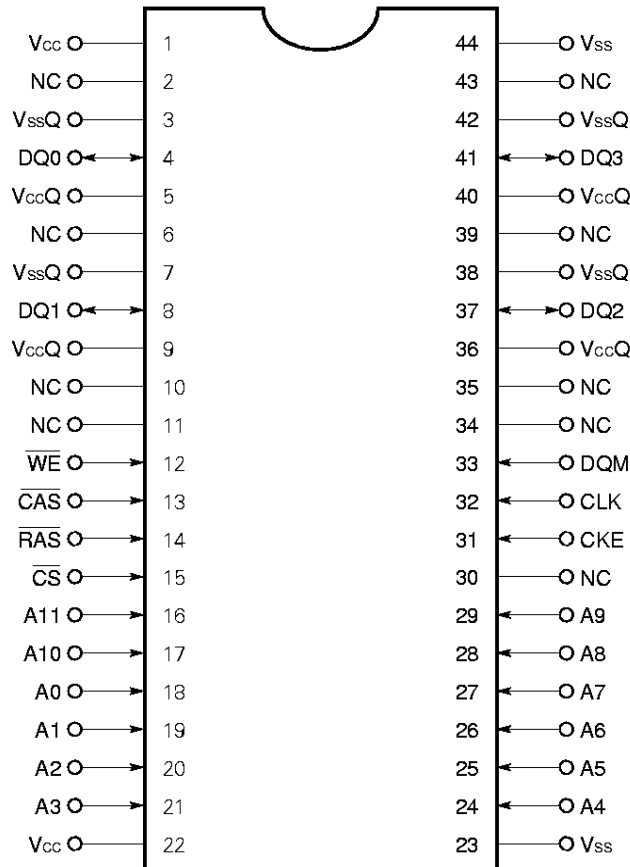 VCC 1 44 VSS
NC 2 43 NC
VSSQ 3 42 VSSQ
DQ0 4 41 DQ3
VCCQ 5 40 VCCQ
NC 6 39 NC
VSSQ 7 38 VSSQ
DQ1 8 37 DQ2
VCCQ 9 36 VCCQ
NC 10 35 NC
NC 11 34 NC
W̅E̅ 12 33 DQM
C̅A̅S̅ 13 32 CLK
R̅A̅S̅ 14 31 CKE
C̅S̅ 15 30 NC
A11 16 29 A9
A10 17 28 A8
A0 18 27 A7
A1 19 26 A6
A2 20 25 A5
A3 21 24 A4
VCC 22 23 VSS